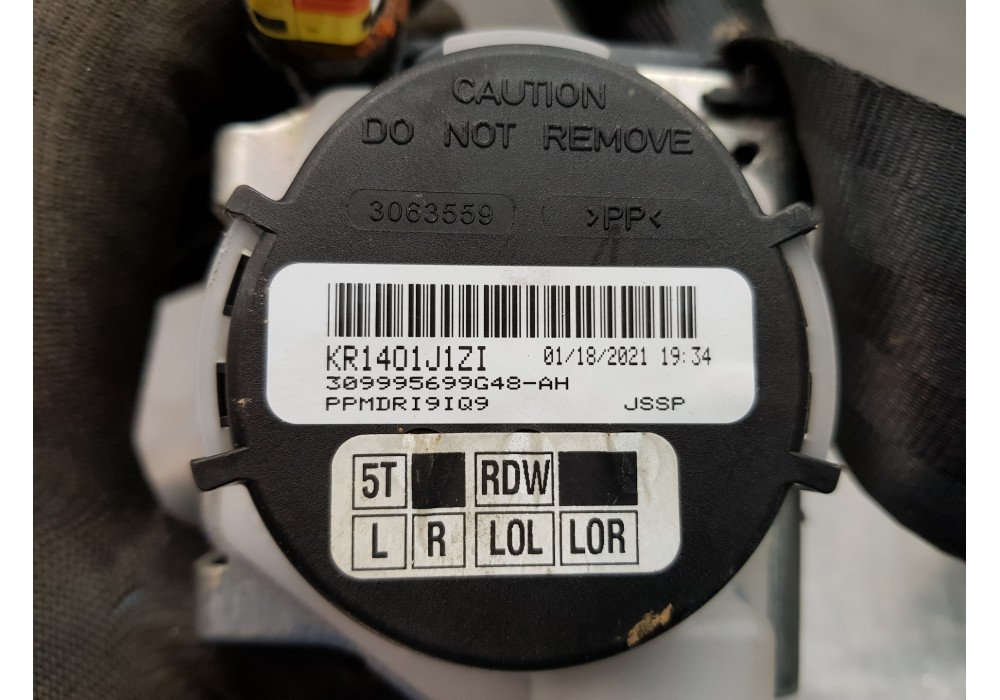 CAUTION
DO NOT REMOVE
3063559 >PP<
KR1401J1ZI 01/18/2021 19:34
309995699G48-AH
PPMDRI9IQ9 JSSP
5T RDW
L R LOL LOR